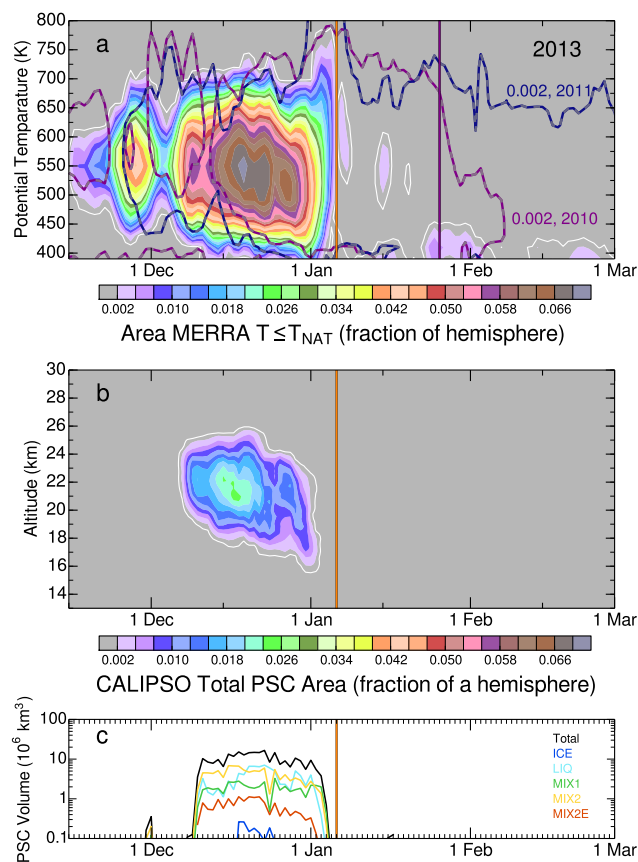 a
2013
800
750
700
650
600
550
500
450
400
Potential Temparature (K)
0.002, 2011
0.002, 2010
1 Dec 1 Jan 1 Feb 1 Mar
0.002 0.010 0.018 0.026 0.034 0.042 0.050 0.058 0.066
Area MERRA T ≤ T_NAT (fraction of hemisphere)
b
30
28
26
24
22
20
18
16
14
Altitude (km)
1 Dec 1 Jan 1 Feb 1 Mar
0.002 0.010 0.018 0.026 0.034 0.042 0.050 0.058 0.066
CALIPSO Total PSC Area (fraction of a hemisphere)
c
100
10
1
0.1
PSC Volume (10⁶ km³)
Total
ICE
LIQ
MIX1
MIX2
MIX2E
1 Dec 1 Jan 1 Feb 1 Mar